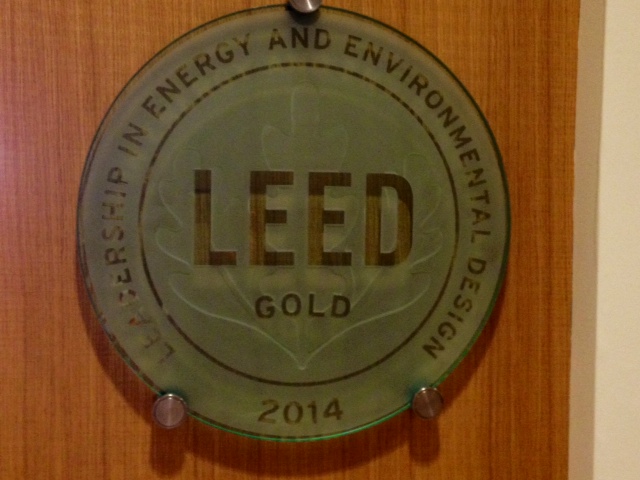 LEADERSHIP IN ENERGY AND ENVIRONMENTAL DESIGN
LEED
GOLD
2014